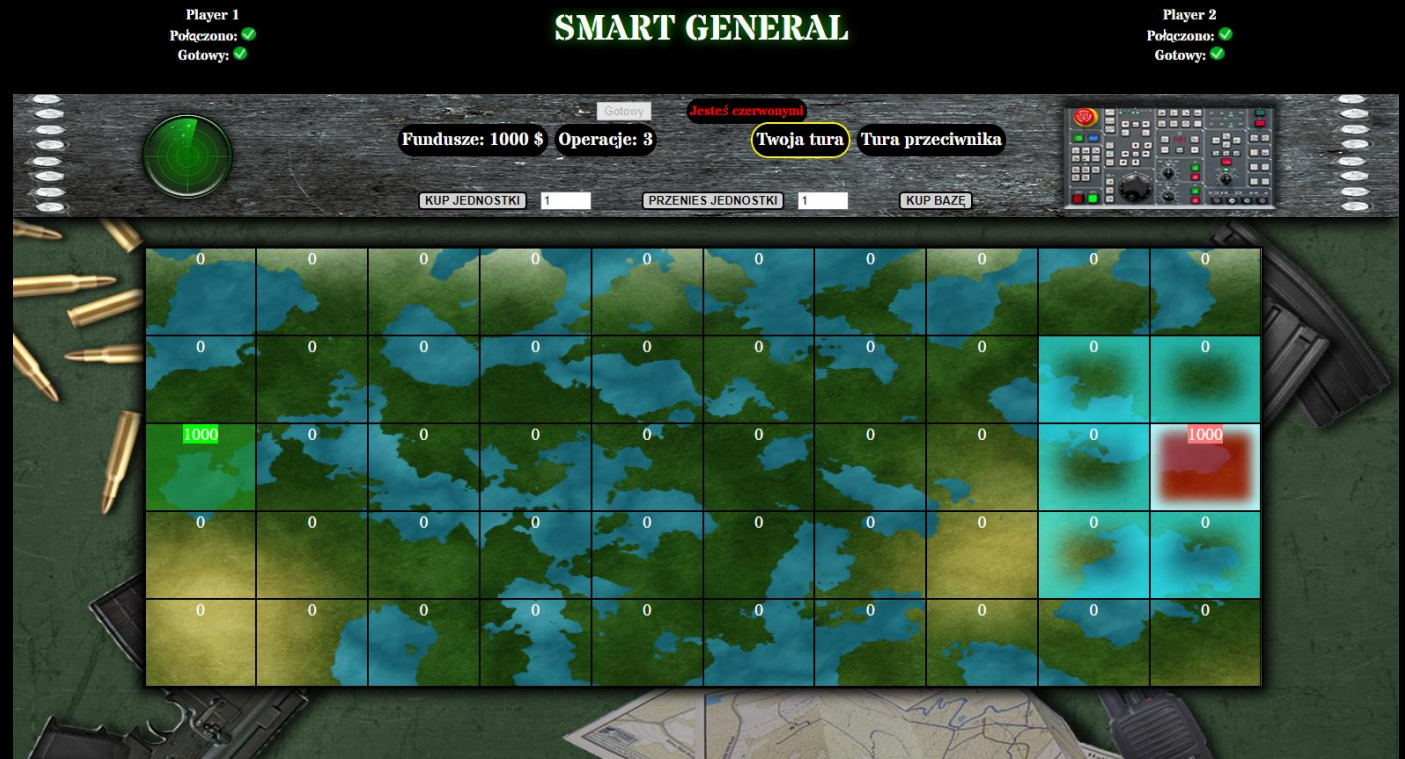 Player 1
Połączono:
Gotowy:
SMART GENERAL
Player 2
Połączono:
Gotowy:
Gotowy
Jesteś czerwonymi
Fundusze: 1000 $
Operacje: 3
Twoja tura
Tura przeciwnika
KUP JEDNOSTKI
1
PRZENIES JEDNOSTKI
1
KUP BAZĘ
0 0 0 0 0 0 0 0 0 0
0 0 0 0 0 0 0 0 0 0
1000 0 0 0 0 0 0 0 0 1000
0 0 0 0 0 0 0 0 0 0
0 0 0 0 0 0 0 0 0 0